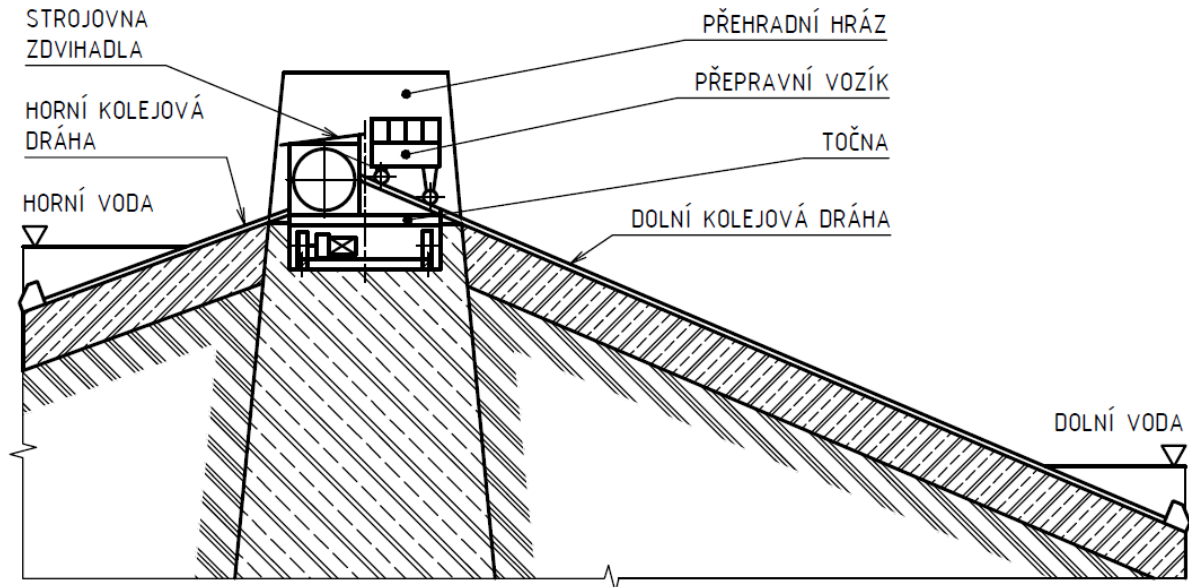 STROJOVNA
ZDVIHADLA
HORNÍ KOLEJOVÁ
DRÁHA
HORNÍ VODA
PŘEHRADNÍ HRÁZ
PŘEPRAVNÍ VOZÍK
TOČNA
DOLNÍ KOLEJOVÁ DRÁHA
DOLNÍ VODA